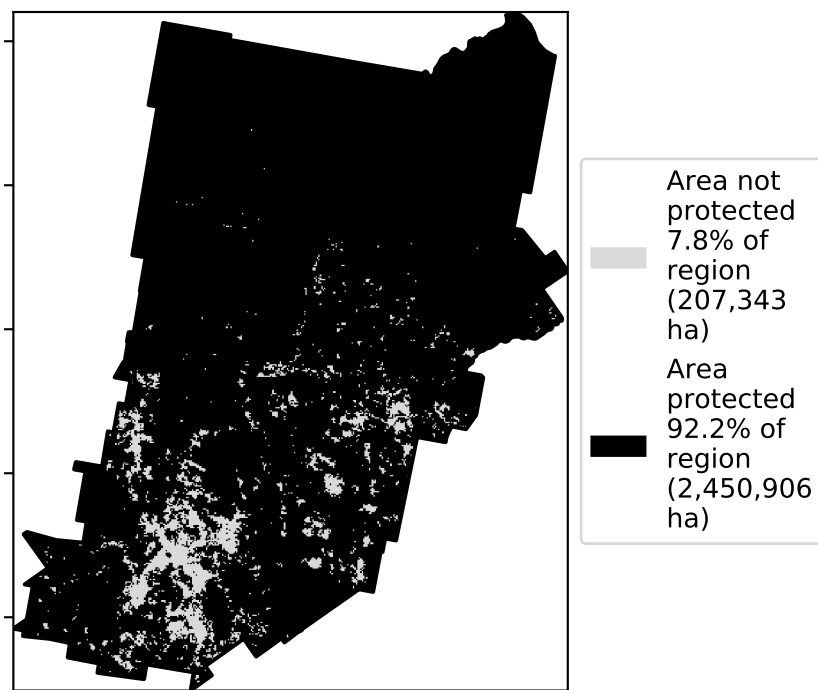 Area not
protected
7.8% of
region
(207,343
ha)
Area
protected
92.2% of
region
(2,450,906
ha)